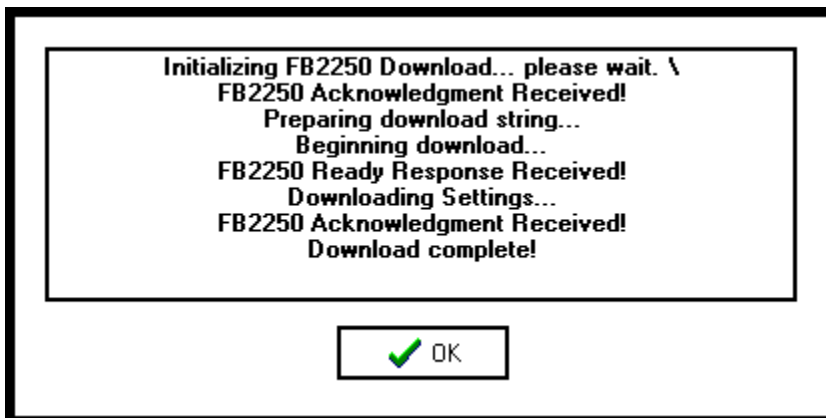 Initializing FB2250 Download... please wait. \
FB2250 Acknowledgment Received!
Preparing download string...
Beginning download...
FB2250 Ready Response Received!
Downloading Settings...
FB2250 Acknowledgment Received!
Download complete!
OK